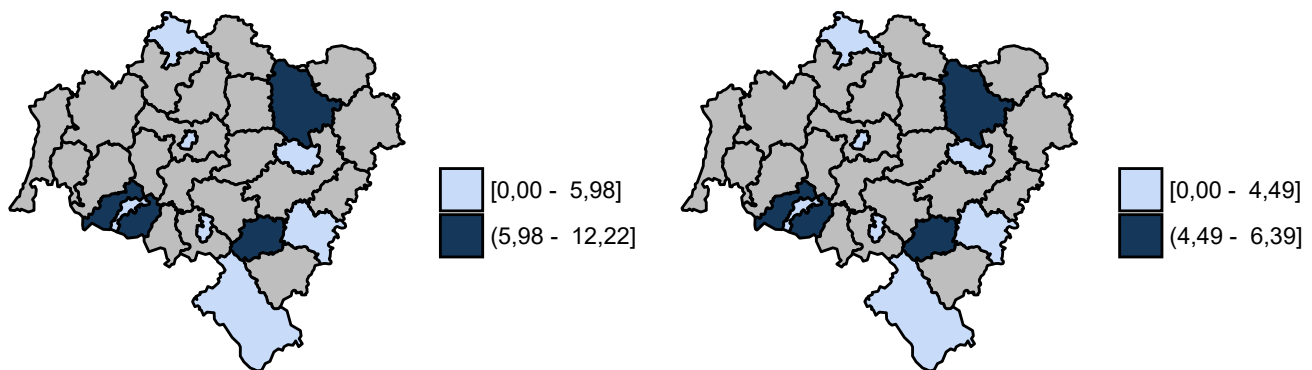 [0,00 - 5,98]
(5,98 - 12,22]
[0,00 - 4,49]
(4,49 - 6,39]